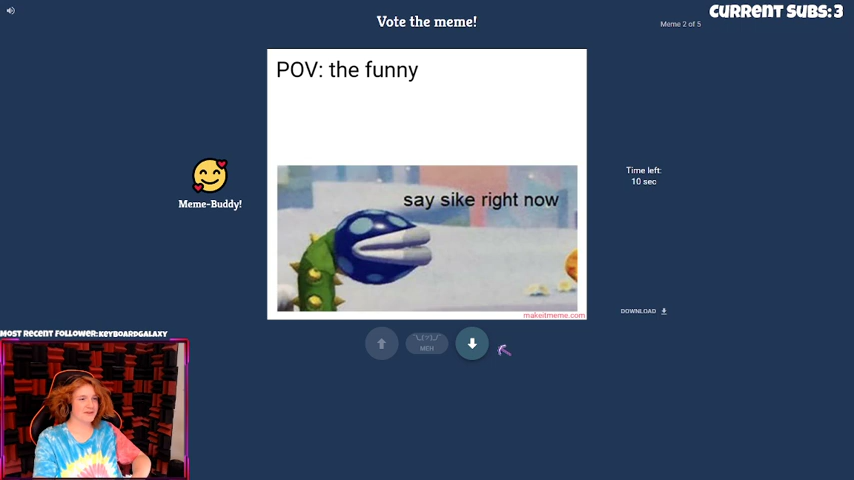 Vote the meme!
CURRENT SUBS: 3
Meme 2 of 5
POV: the funny
say sike right now
Meme-Buddy!
Time left:
10 sec
DOWNLOAD
makeitmeme.com
MEH
MOST RECENT FOLLOWER: KEYBOARDGALAXY